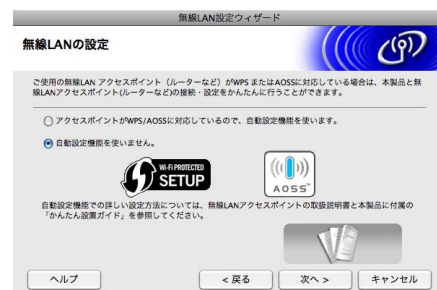 無線LAN設定ウィザード
無線LANの設定
ご使用の無線LAN アクセスポイント（ルーターなど）がWPS またはAOSSに対応している場合は、本製品と無
線LANアクセスポイント(ルーターなど)の接続・設定をかんたんに行うことができます。
アクセスポイントがWPS/AOSSに対応しているので、自動設定機能を使います。
自動設定機能を使いません。
WI-FI PROTECTED
SETUP
AOSS
自動設定機能での詳しい設定方法については、無線LANアクセスポイントの取扱説明書と本製品に付属の
「かんたん設置ガイド」を参照してください。
ヘルプ
< 戻る
次へ >
キャンセル